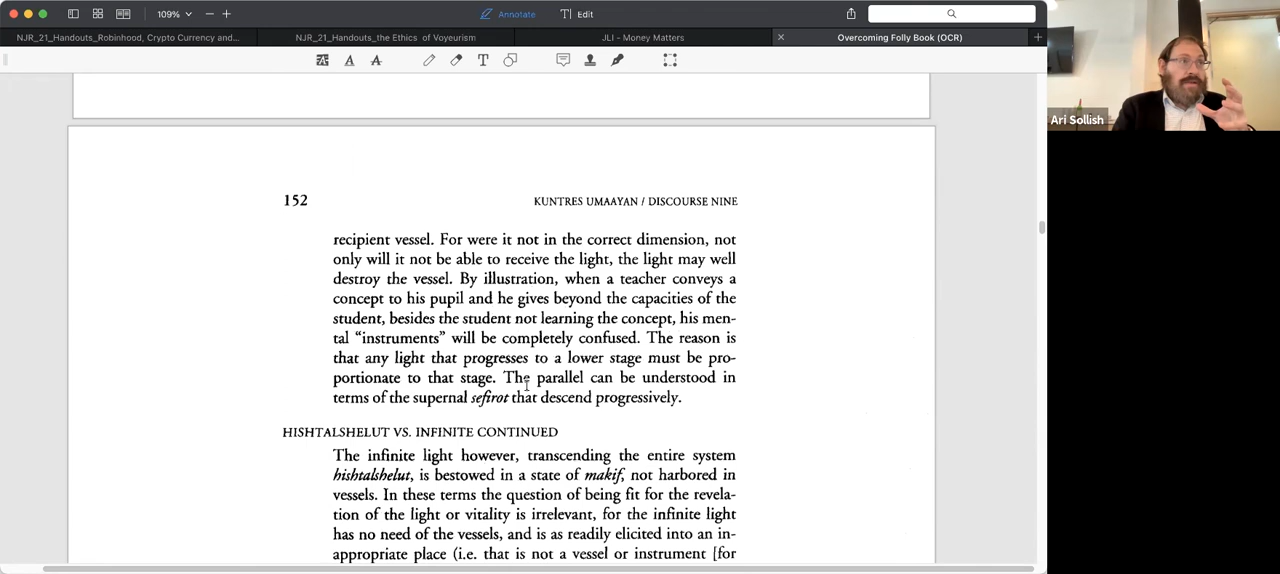 109%
Annotate
Edit
NJR_21_Handouts_Robinhood, Crypto Currency and...
NJR_21_Handouts_the Ethics of Voyeurism
JLI - Money Matters
Overcoming Folly Book (OCR)
Ari Sollish
152
KUNTRES UMAAYAN / DISCOURSE NINE
recipient vessel. For were it not in the correct dimension, not
only will it not be able to receive the light, the light may well
destroy the vessel. By illustration, when a teacher conveys a
concept to his pupil and he gives beyond the capacities of the
student, besides the student not learning the concept, his men-
tal “instruments” will be completely confused. The reason is
that any light that progresses to a lower stage must be pro-
portionate to that stage. The parallel can be understood in
terms of the supernal sefirot that descend progressively.
HISHTALSHELUT VS. INFINITE CONTINUED
The infinite light however, transcending the entire system
hishtalshelut, is bestowed in a state of makif, not harbored in
vessels. In these terms the question of being fit for the revela-
tion of the light or vitality is irrelevant, for the infinite light
has no need of the vessels, and is as readily elicited into an in-
appropriate place (i.e. that is not a vessel or instrument [for